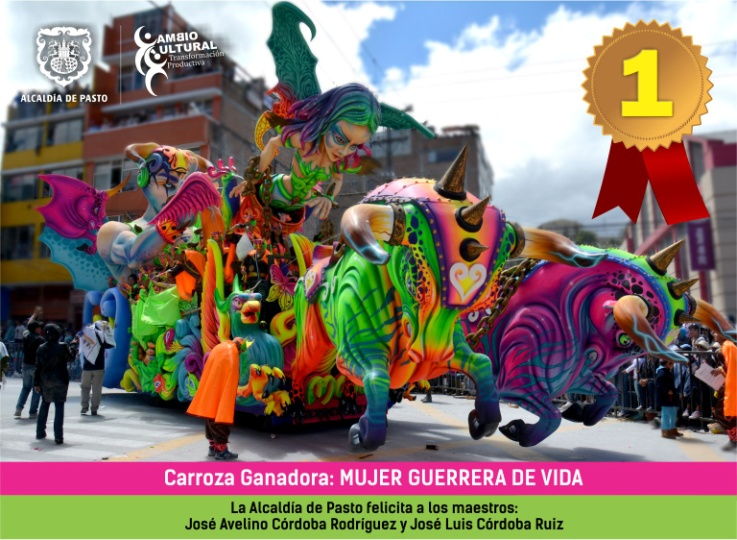 ALCALDÍA DE PASTO
CAMBIO
CULTURAL
Transformación
Productiva
1
Carroza Ganadora: MUJER GUERRERA DE VIDA
La Alcaldía de Pasto felicita a los maestros:
José Avelino Córdoba Rodríguez y José Luis Córdoba Ruiz